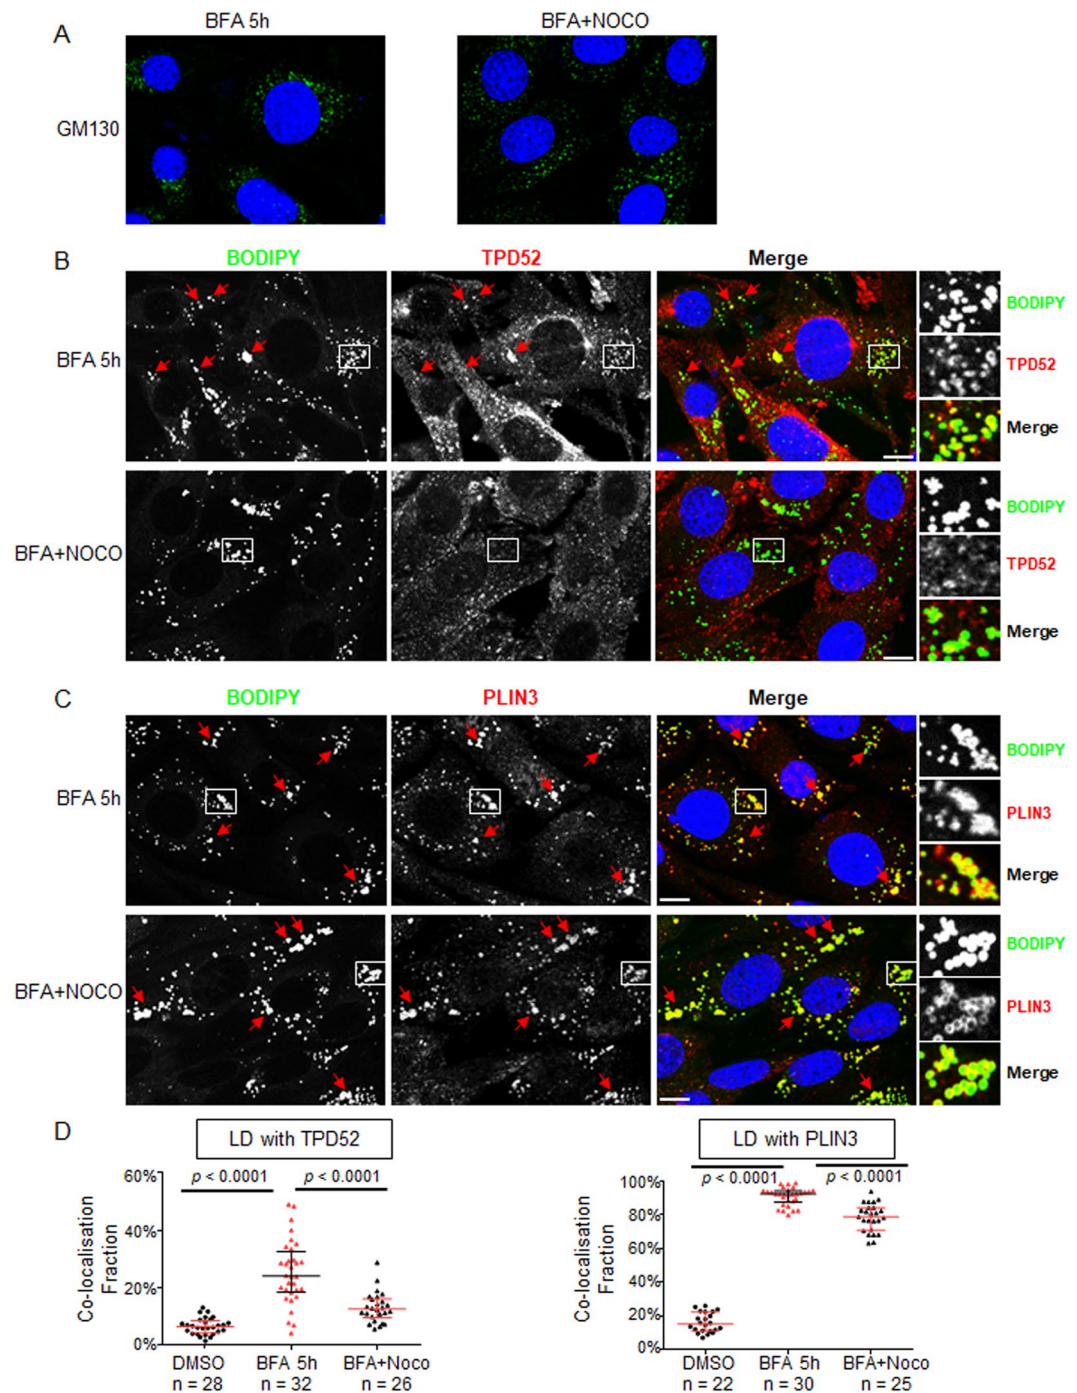 A
BFA 5h
BFA+NOCO
GM130
B
BODIPY
TPD52
Merge
BFA 5h
BODIPY
TPD52
Merge
BFA+NOCO
BODIPY
TPD52
Merge
C
BODIPY
PLIN3
Merge
BFA 5h
BODIPY
PLIN3
Merge
BFA+NOCO
BODIPY
PLIN3
Merge
D
LD with TPD52
p < 0.0001
p < 0.0001
60%
40%
20%
0%
Co-localisation
Fraction
DMSO
n = 28
BFA 5h
n = 32
BFA+Noco
n = 26
LD with PLIN3
p < 0.0001
p < 0.0001
100%
80%
60%
40%
20%
0%
Co-localisation
Fraction
DMSO
n = 22
BFA 5h
n = 30
BFA+Noco
n = 25